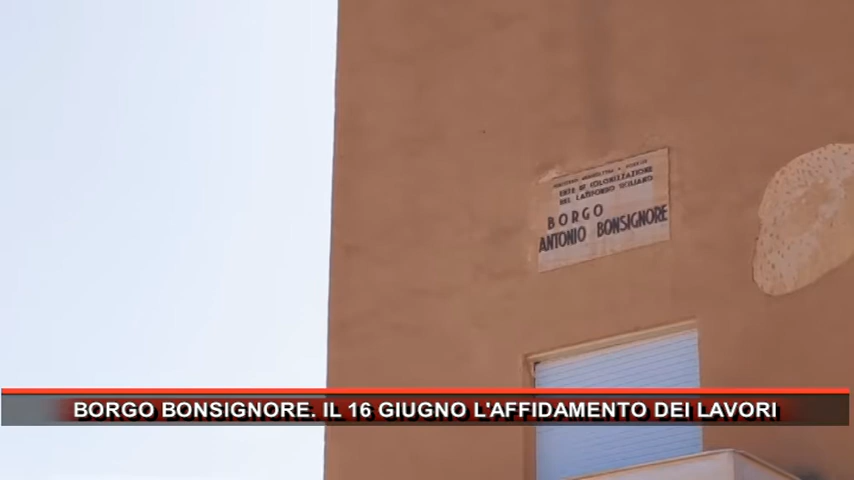 ENTE DI COLONIZZAZIONE
DEL LATIFONDO SICILIANO
BORGO
ANTONIO BONSIGNORE
BORGO BONSIGNORE. IL 16 GIUGNO L'AFFIDAMENTO DEI LAVORI